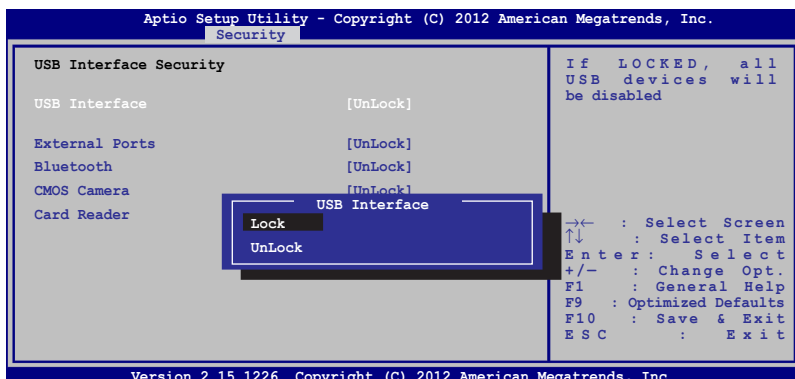 Aptio Setup Utility - Copyright (C) 2012 American Megatrends, Inc.
Security
USB Interface Security
USB Interface [UnLock]
External Ports [UnLock]
Bluetooth [UnLock]
CMOS Camera [UnLock]
Card Reader
USB Interface
Lock
UnLock
If LOCKED, all
USB devices will
be disabled
→← : Select Screen
↑↓ : Select Item
Enter: Select
+/— : Change Opt.
F1 : General Help
F9 : Optimized Defaults
F10 : Save & Exit
ESC : Exit
Version 2.15.1226. Copyright (C) 2012 American Megatrends, Inc.